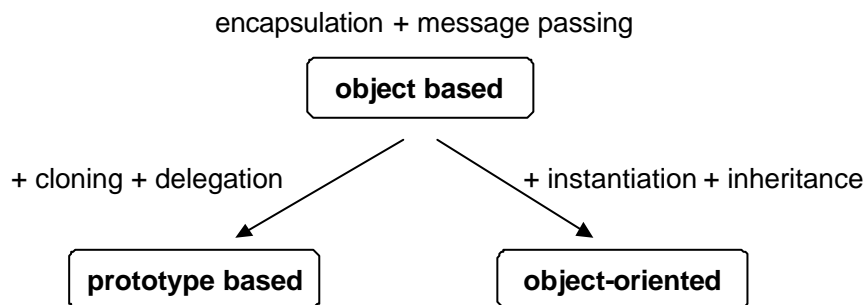 encapsulation + message passing
object based
+ cloning + delegation
+ instantiation + inheritance
prototype based
object-oriented